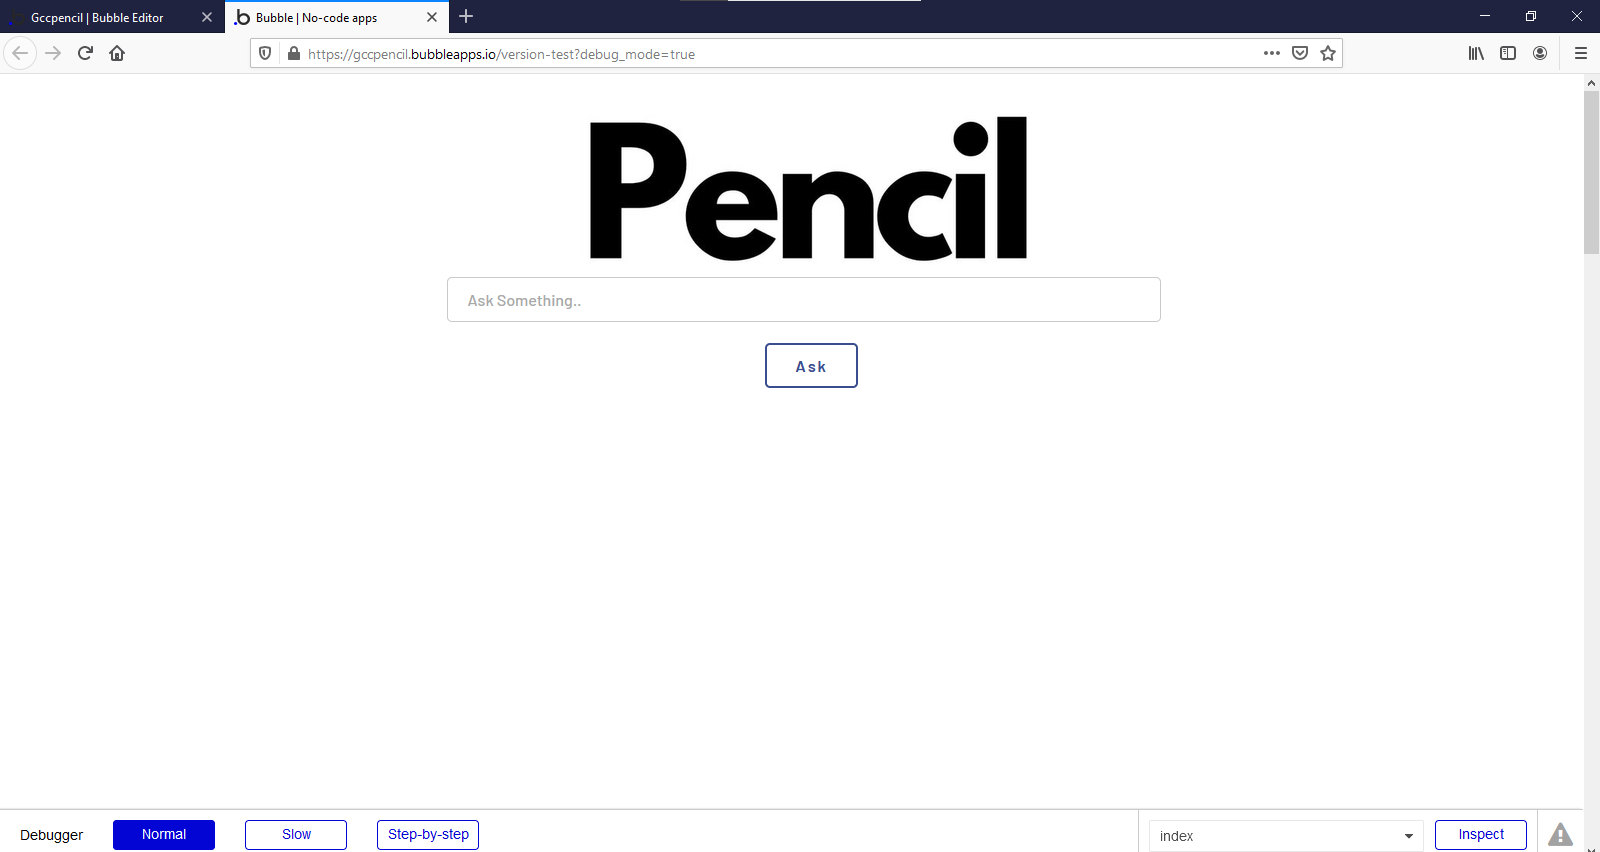 Gccpencil | Bubble Editor
Bubble | No-code apps
https://gccpencil.bubbleapps.io/version-test?debug_mode=true
Pencil
Ask Something..
Ask
Debugger Normal Slow Step-by-step index Inspect